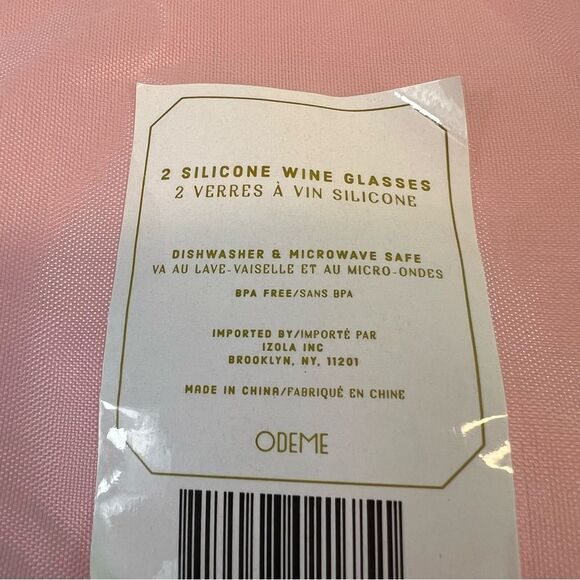 2 SILICONE WINE GLASSES
2 VERRES À VIN SILICONE
DISHWASHER & MICROWAVE SAFE
VA AU LAVE-VAISELLE ET AU MICRO-ONDES
BPA FREE/SANS BPA
IMPORTED BY/IMPORTÉ PAR
IZOLA INC
BROOKLYN, NY, 11201
MADE IN CHINA/FABRIQUÉ EN CHINE
ODEME